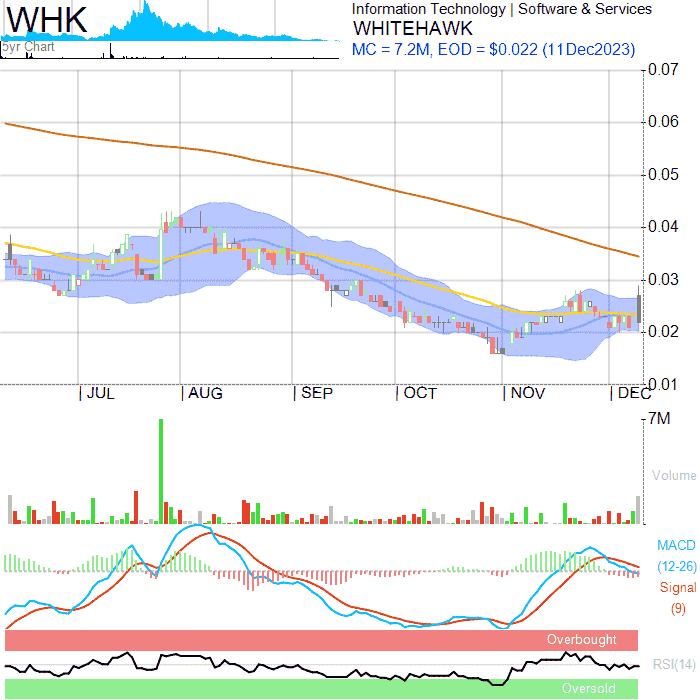 WHK
5yr Chart
Information Technology | Software & Services
WHITEHAWK
MC = 7.2M, EOD = $0.022 (11Dec2023)
0.07
0.06
0.05
0.04
0.03
0.02
0.01
JUL AUG SEP OCT NOV DEC
7M
Volume
MACD
(12-26)
Signal
(9)
Overbought
RSI(14)
Oversold